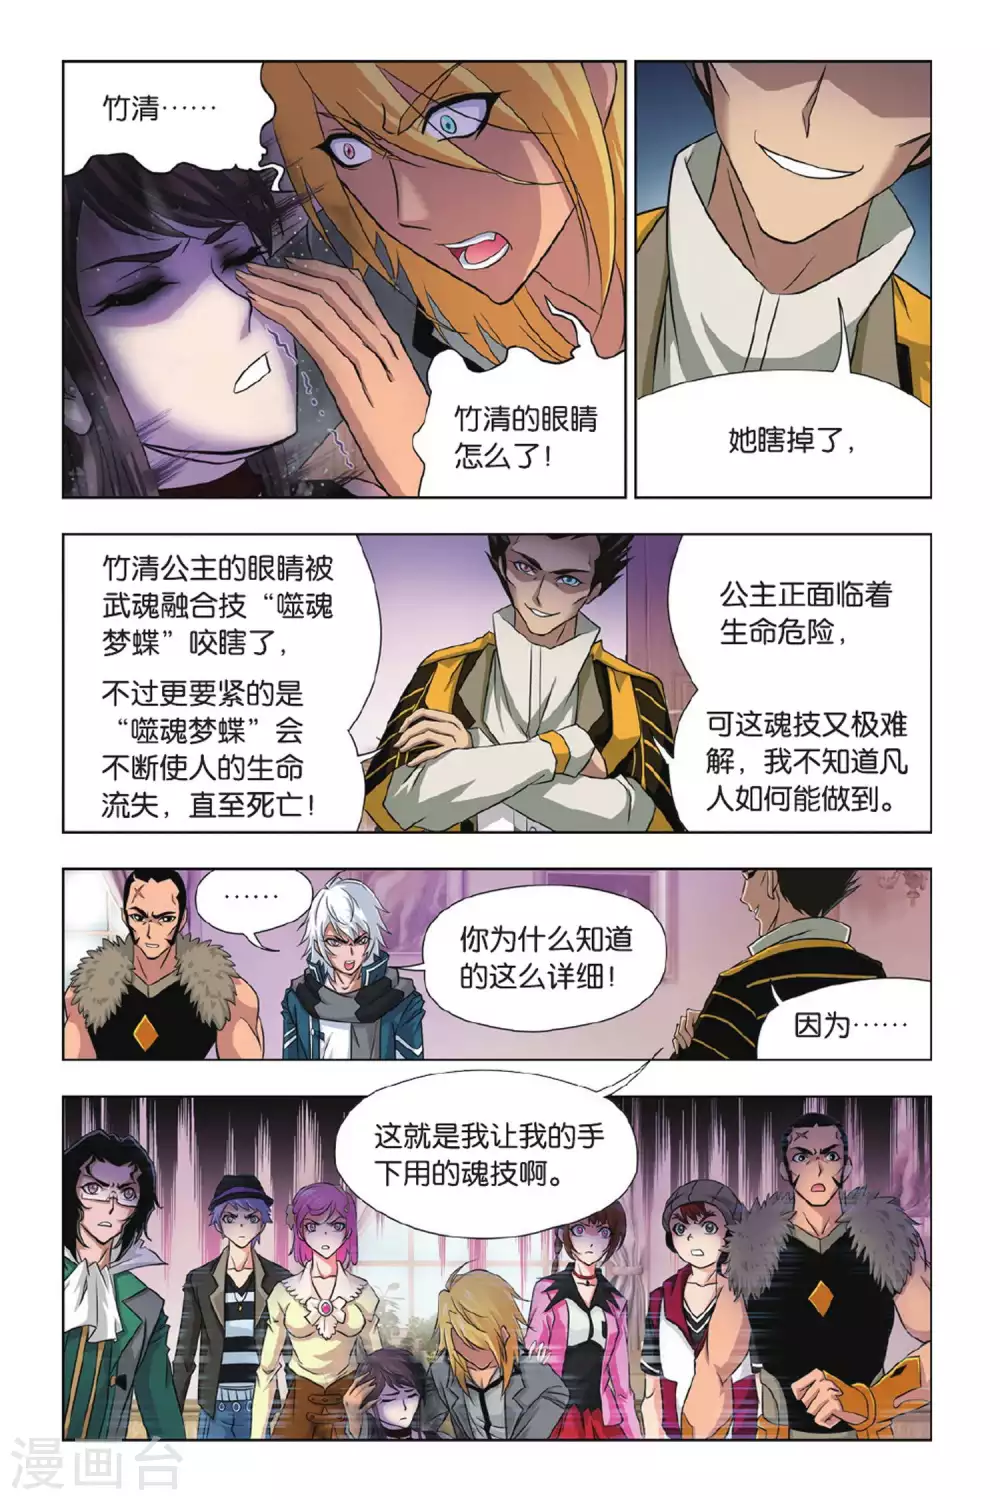 竹清……
竹清的眼睛
怎么了!
她瞎掉了,
竹清公主的眼睛被
武魂融合技“噬魂
梦蝶”咬瞎了,
不过更要紧的是
“噬魂梦蝶”会
不断使人的生命
流失,直至死亡!
公主正面临着
生命危险,
可这魂技又极难
解,我不知道凡
人如何能做到。
……
你为什么知道
的这么详细!
因为……
这就是我让我的手
下用的魂技啊。
漫画台